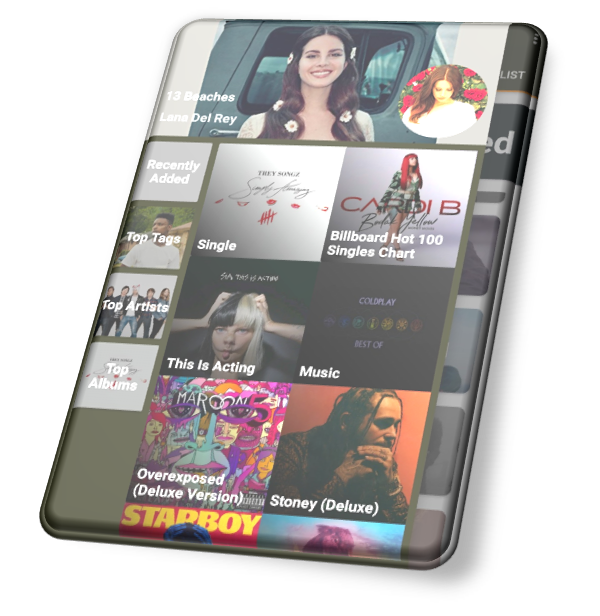 13 Beaches
Lana Del Rey
LIST
ed
Recently
Added
TREY SONGZ
Single
CARDI B
Bodak Yellow
Billboard Hot 100
Singles Chart
Top Tags
SIA THIS IS ACTING
This Is Acting
COLDPLAY
BEST OF
Music
Top Artists
TREY SONGZ
Top
Albums
MAROON 5
Overexposed
(Deluxe Version)
Stoney (Deluxe)
STARBOY